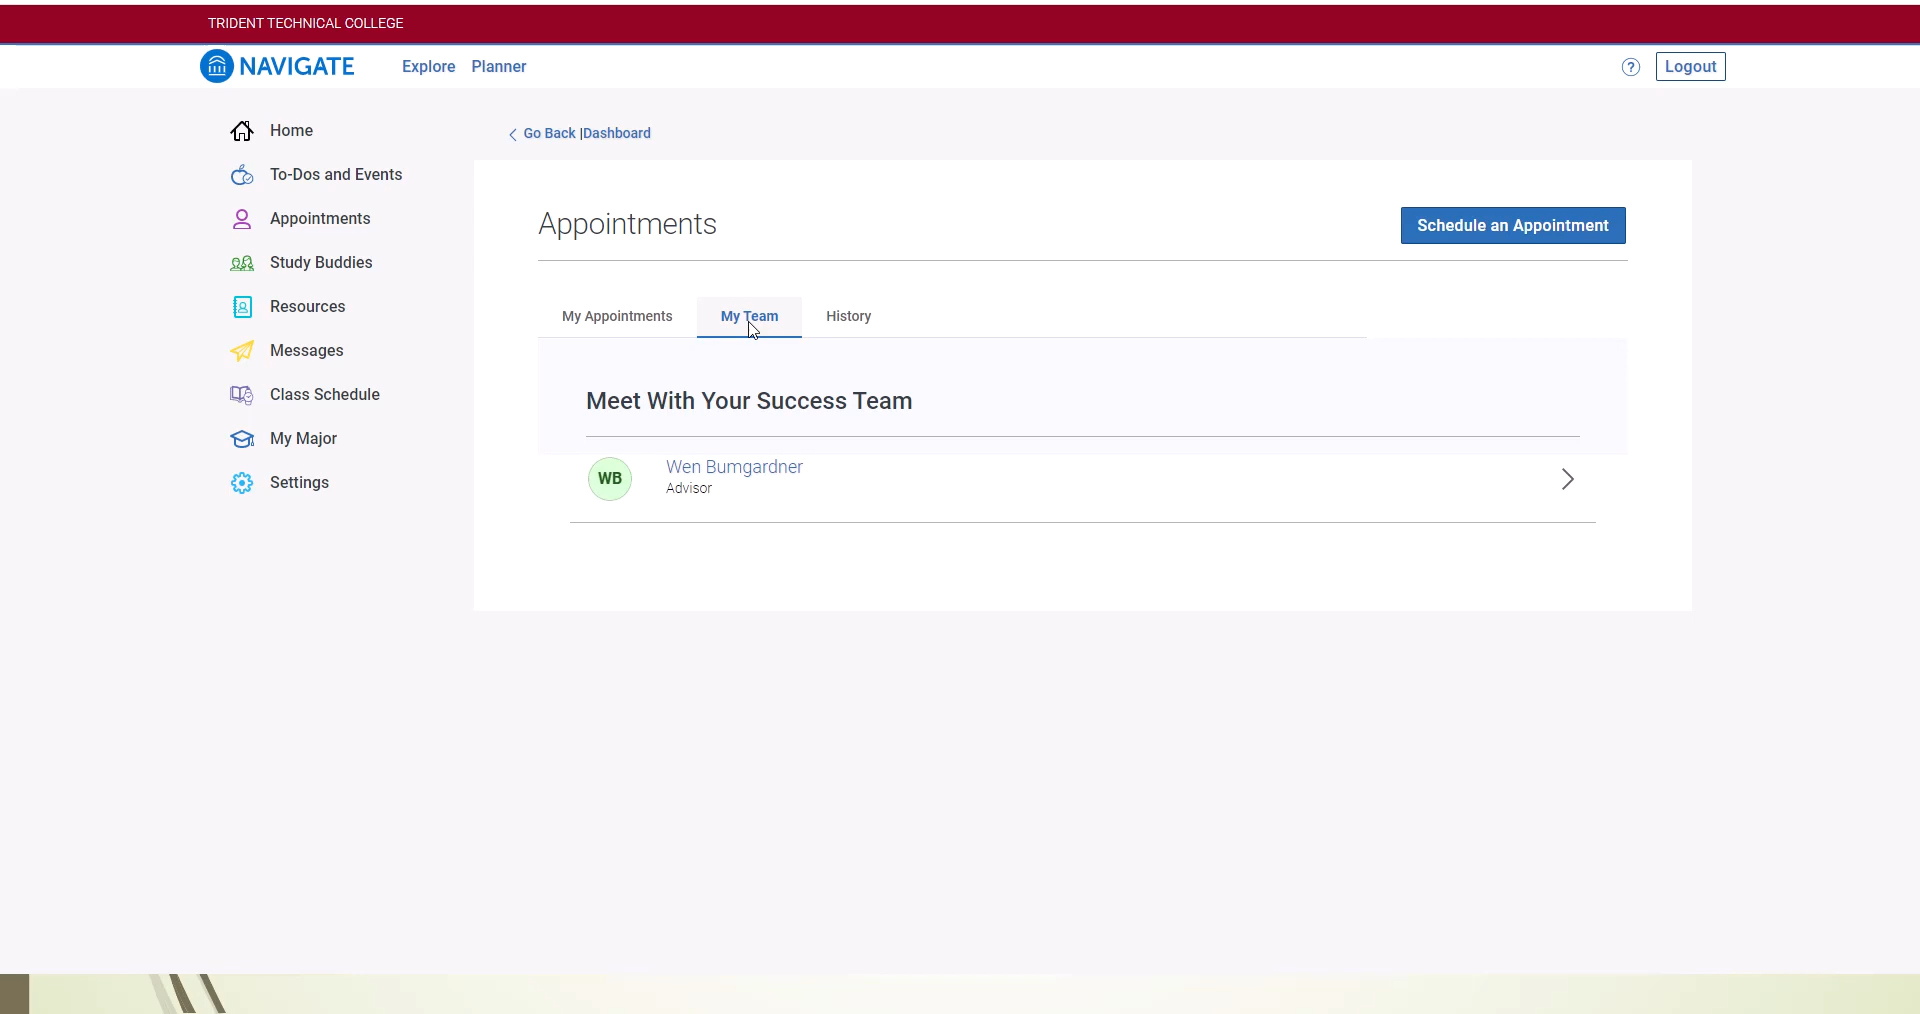 TRIDENT TECHNICAL COLLEGE
NAVIGATE Explore Planner ? Logout
Home
To-Dos and Events
Appointments
Study Buddies
Resources
Messages
Class Schedule
My Major
Settings
Go Back |Dashboard
Appointments
Schedule an Appointment
My Appointments My Team History
Meet With Your Success Team
WB
Wen Bumgardner
Advisor